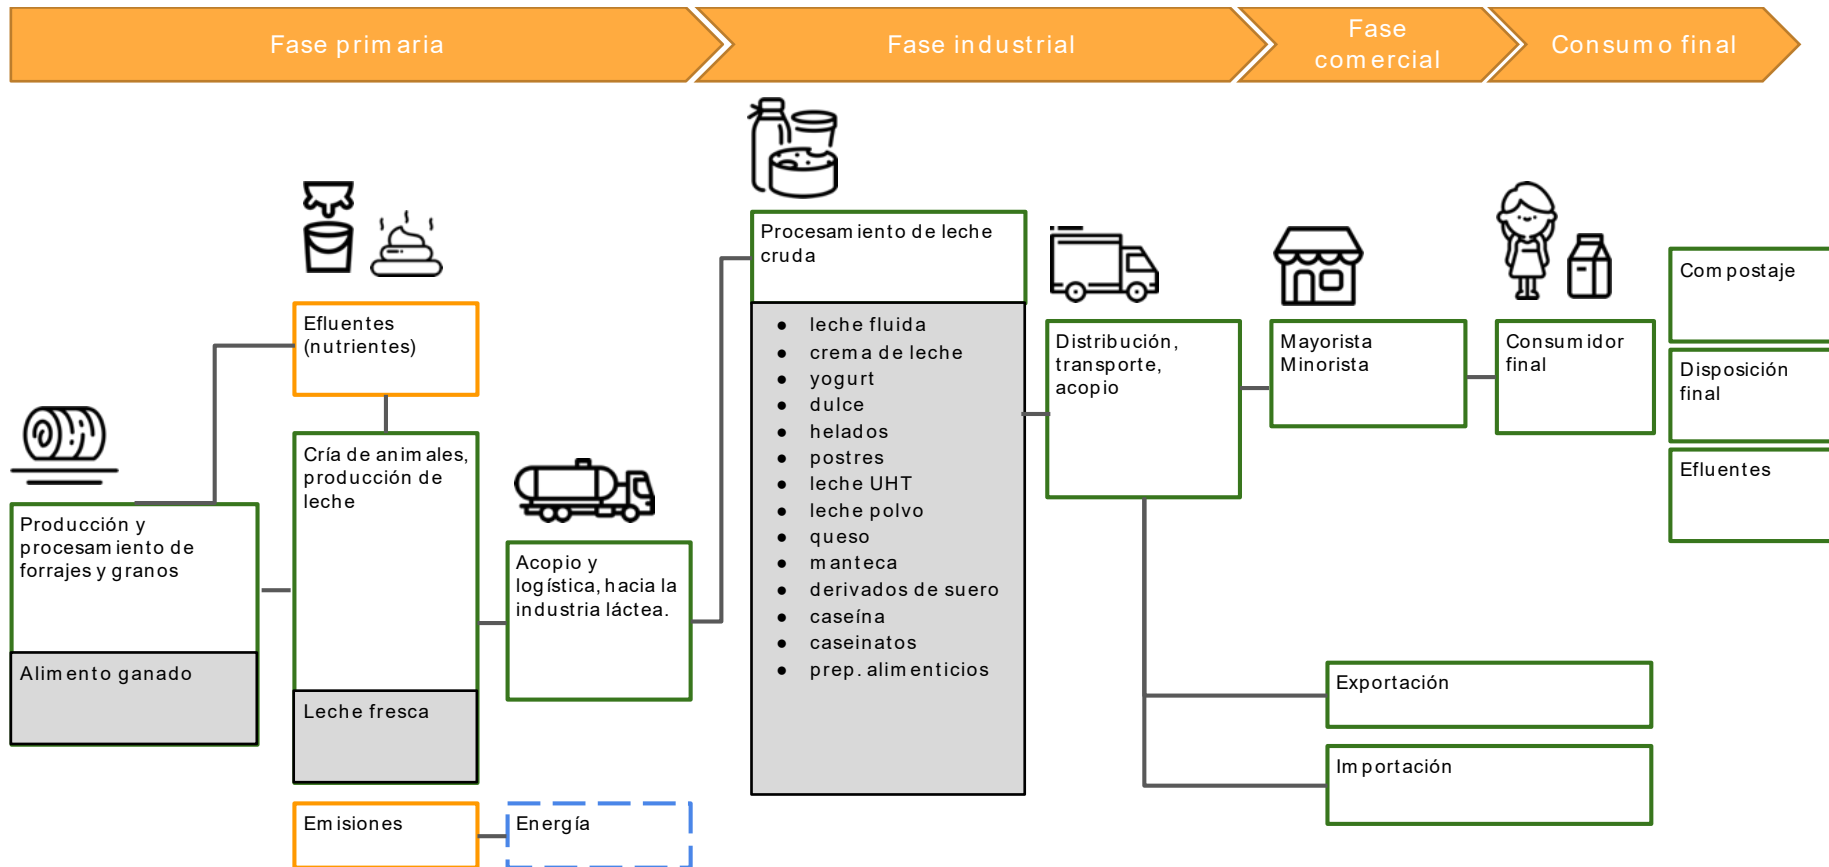 Fase primaria
Fase industrial
Fase
comercial
Consumo final
Efluentes
(nutrientes)
Producción y
procesamiento de
forrajes y granos
Alimento ganado
Cría de animales,
producción de
leche
Leche fresca
Emisiones
Energía
Acopio y
logística, hacia la
industria láctea.
Procesamiento de leche
cruda
● leche fluida
● crema de leche
● yogurt
● dulce
● helados
● postres
● leche UHT
● leche polvo
● queso
● manteca
● derivados de suero
● caseína
● caseinatos
● prep. alimenticios
Distribución,
transporte,
acopio
Mayorista
Minorista
Consumidor
final
Compostaje
Disposición
final
Efluentes
Exportación
Importación